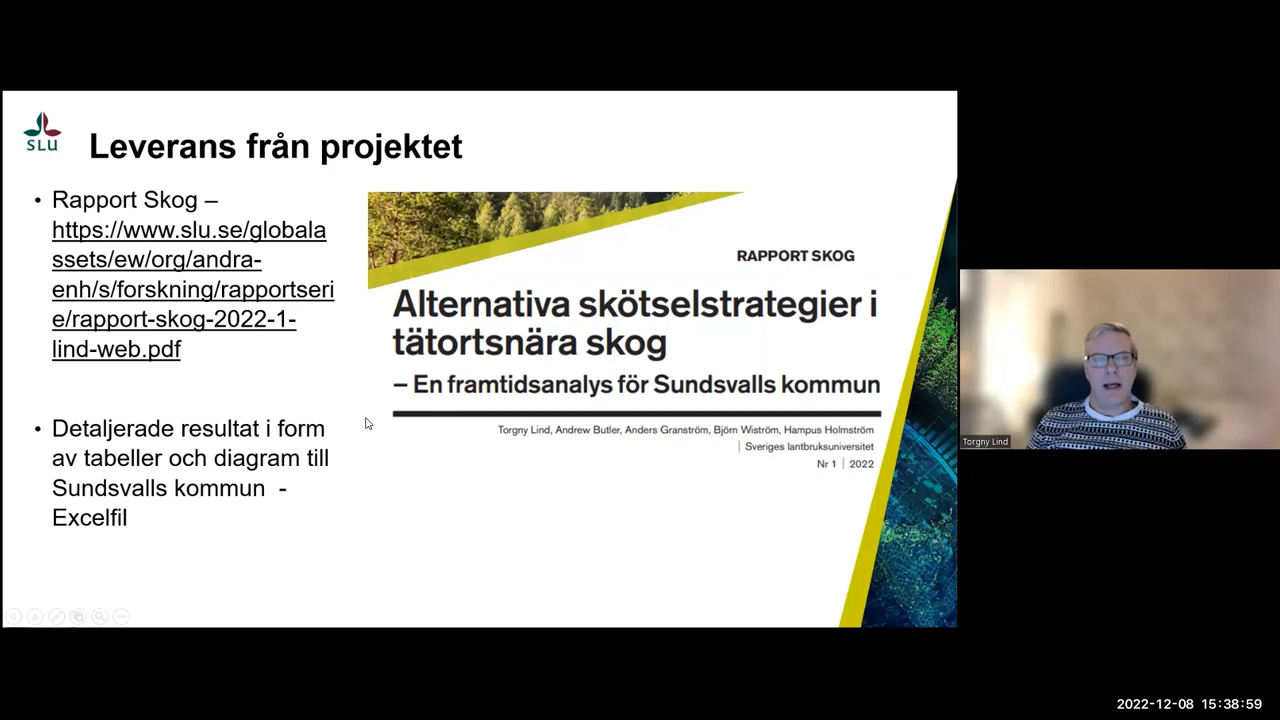 SLU
Leverans från projektet
• Rapport Skog –
https://www.slu.se/globala
ssets/ew/org/andra-
enh/s/forskning/rapportseri
e/rapport-skog-2022-1-
lind-web.pdf
• Detaljerade resultat i form
av tabeller och diagram till
Sundsvalls kommun -
Excelfil
RAPPORT SKOG
Alternativa skötselstrategier i
tätortsnära skog
– En framtidsanalys för Sundsvalls kommun
Torgny Lind, Andrew Butler, Anders Granström, Björn Wiström, Hampus Holmström
| Sveriges lantbruksuniversitet
Nr 1 | 2022
Torgny Lind
2022-12-08 15:38:59